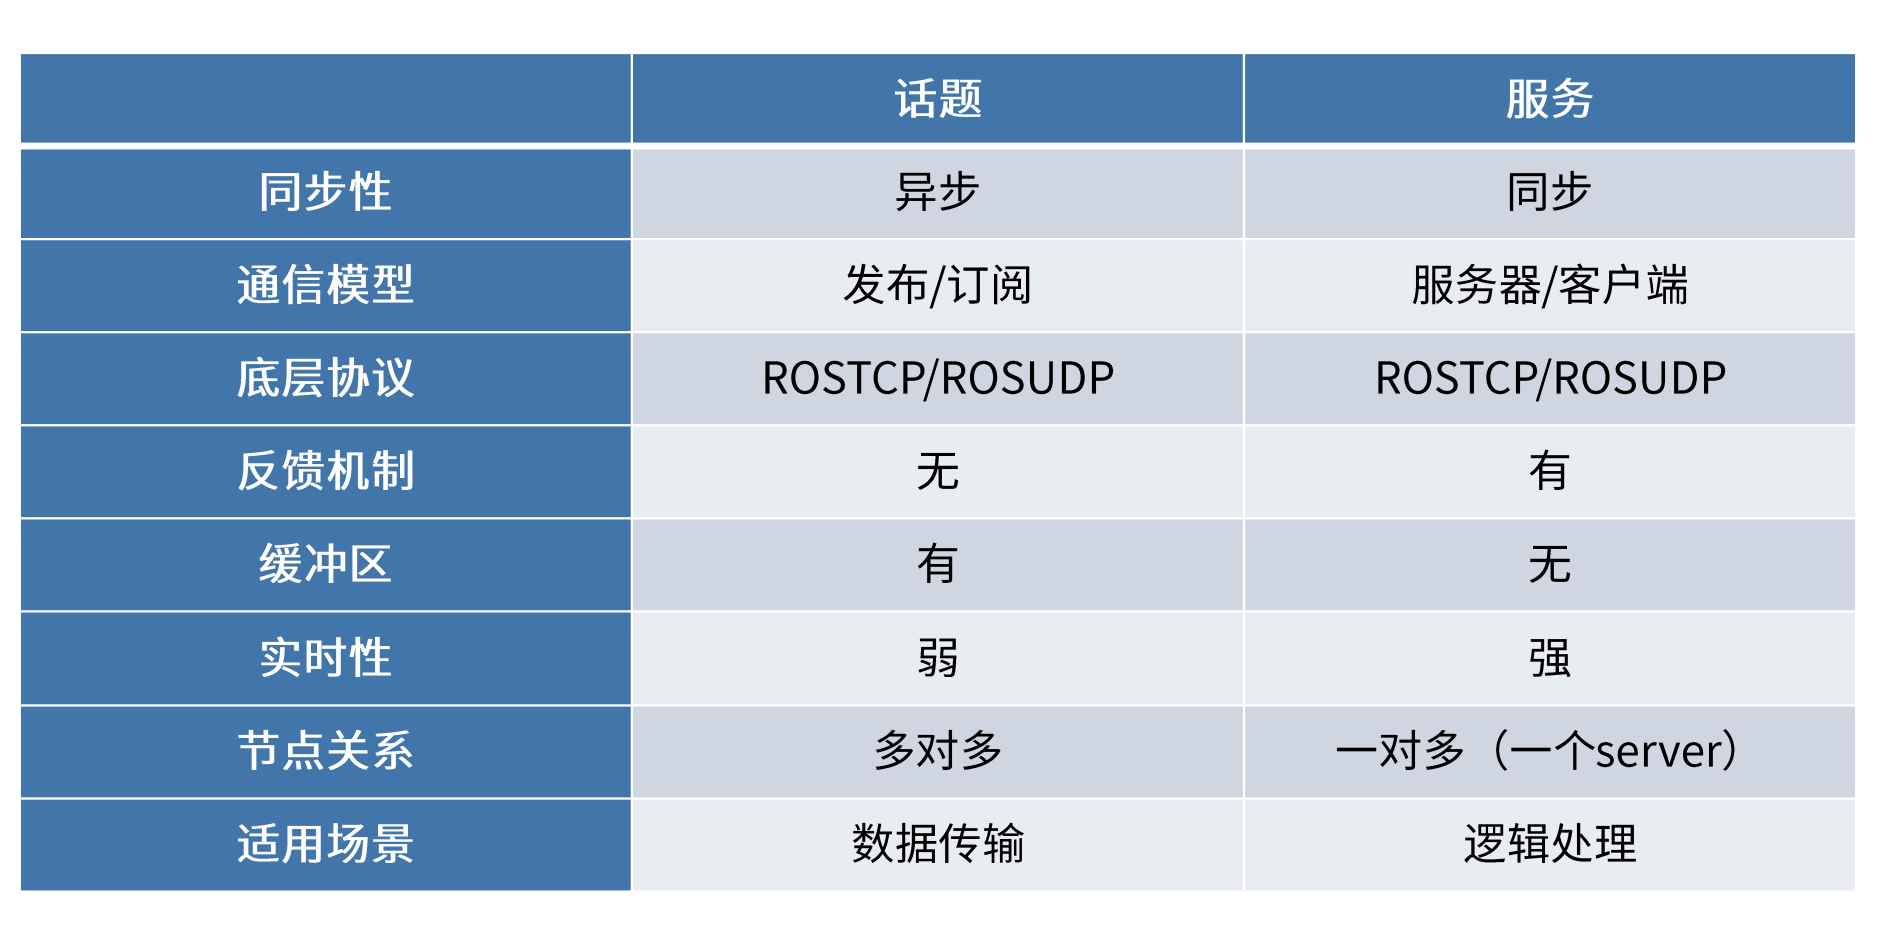 话题 服务
同步性 异步 同步
通信模型 发布/订阅 服务器/客户端
底层协议 ROSTCP/ROSUDP ROSTCP/ROSUDP
反馈机制 无 有
缓冲区 有 无
实时性 弱 强
节点关系 多对多 一对多（一个server）
适用场景 数据传输 逻辑处理